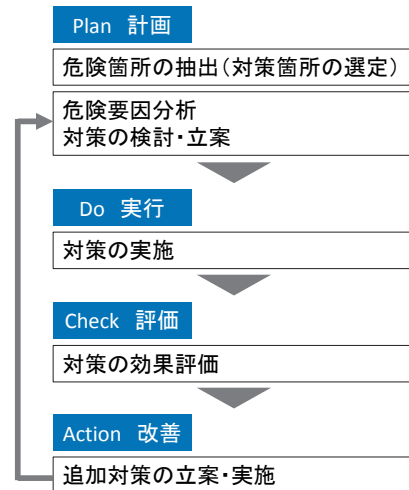 Plan 計画
危険箇所の抽出(対策箇所の選定)
危険要因分析
対策の検討・立案
Do 実行
対策の実施
Check 評価
対策の効果評価
Action 改善
追加対策の立案・実施